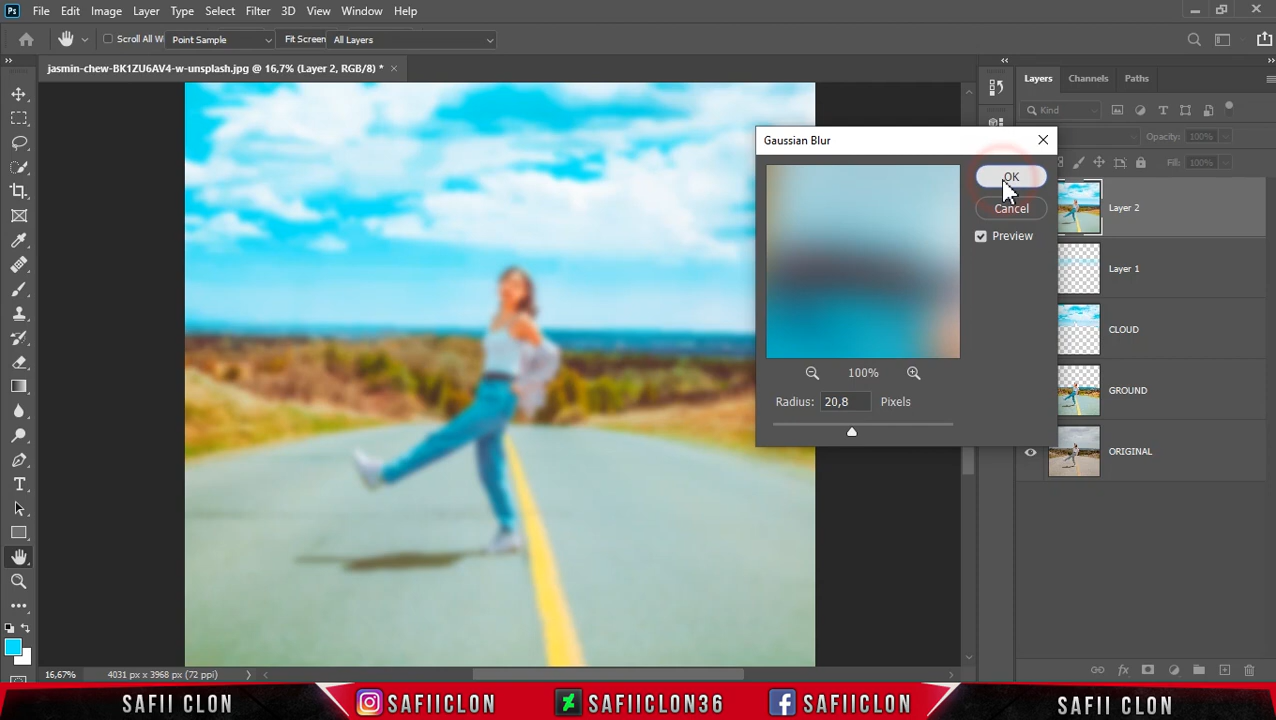 Ps File Edit Image Layer Type Select Filter 3D View Window Help
Scroll All W Point Sample Fit Screen All Layers
jasmin-chew-BK1ZU6AV4-w-unsplash.jpg @ 16,7% (Layer 2, RGB/8) *
Layers Channels Paths
Kind
Opacity: 100%
Fill: 100%
Gaussian Blur
OK
Cancel
Preview
100%
Radius: 20,8 Pixels
Layer 2
Layer 1
CLOUD
GROUND
ORIGINAL
16,67% 4031 px x 3968 px (72 ppi)
SAFII CLON SAFIICLON SAFIICLON36 SAFIICLON SAFII CLON